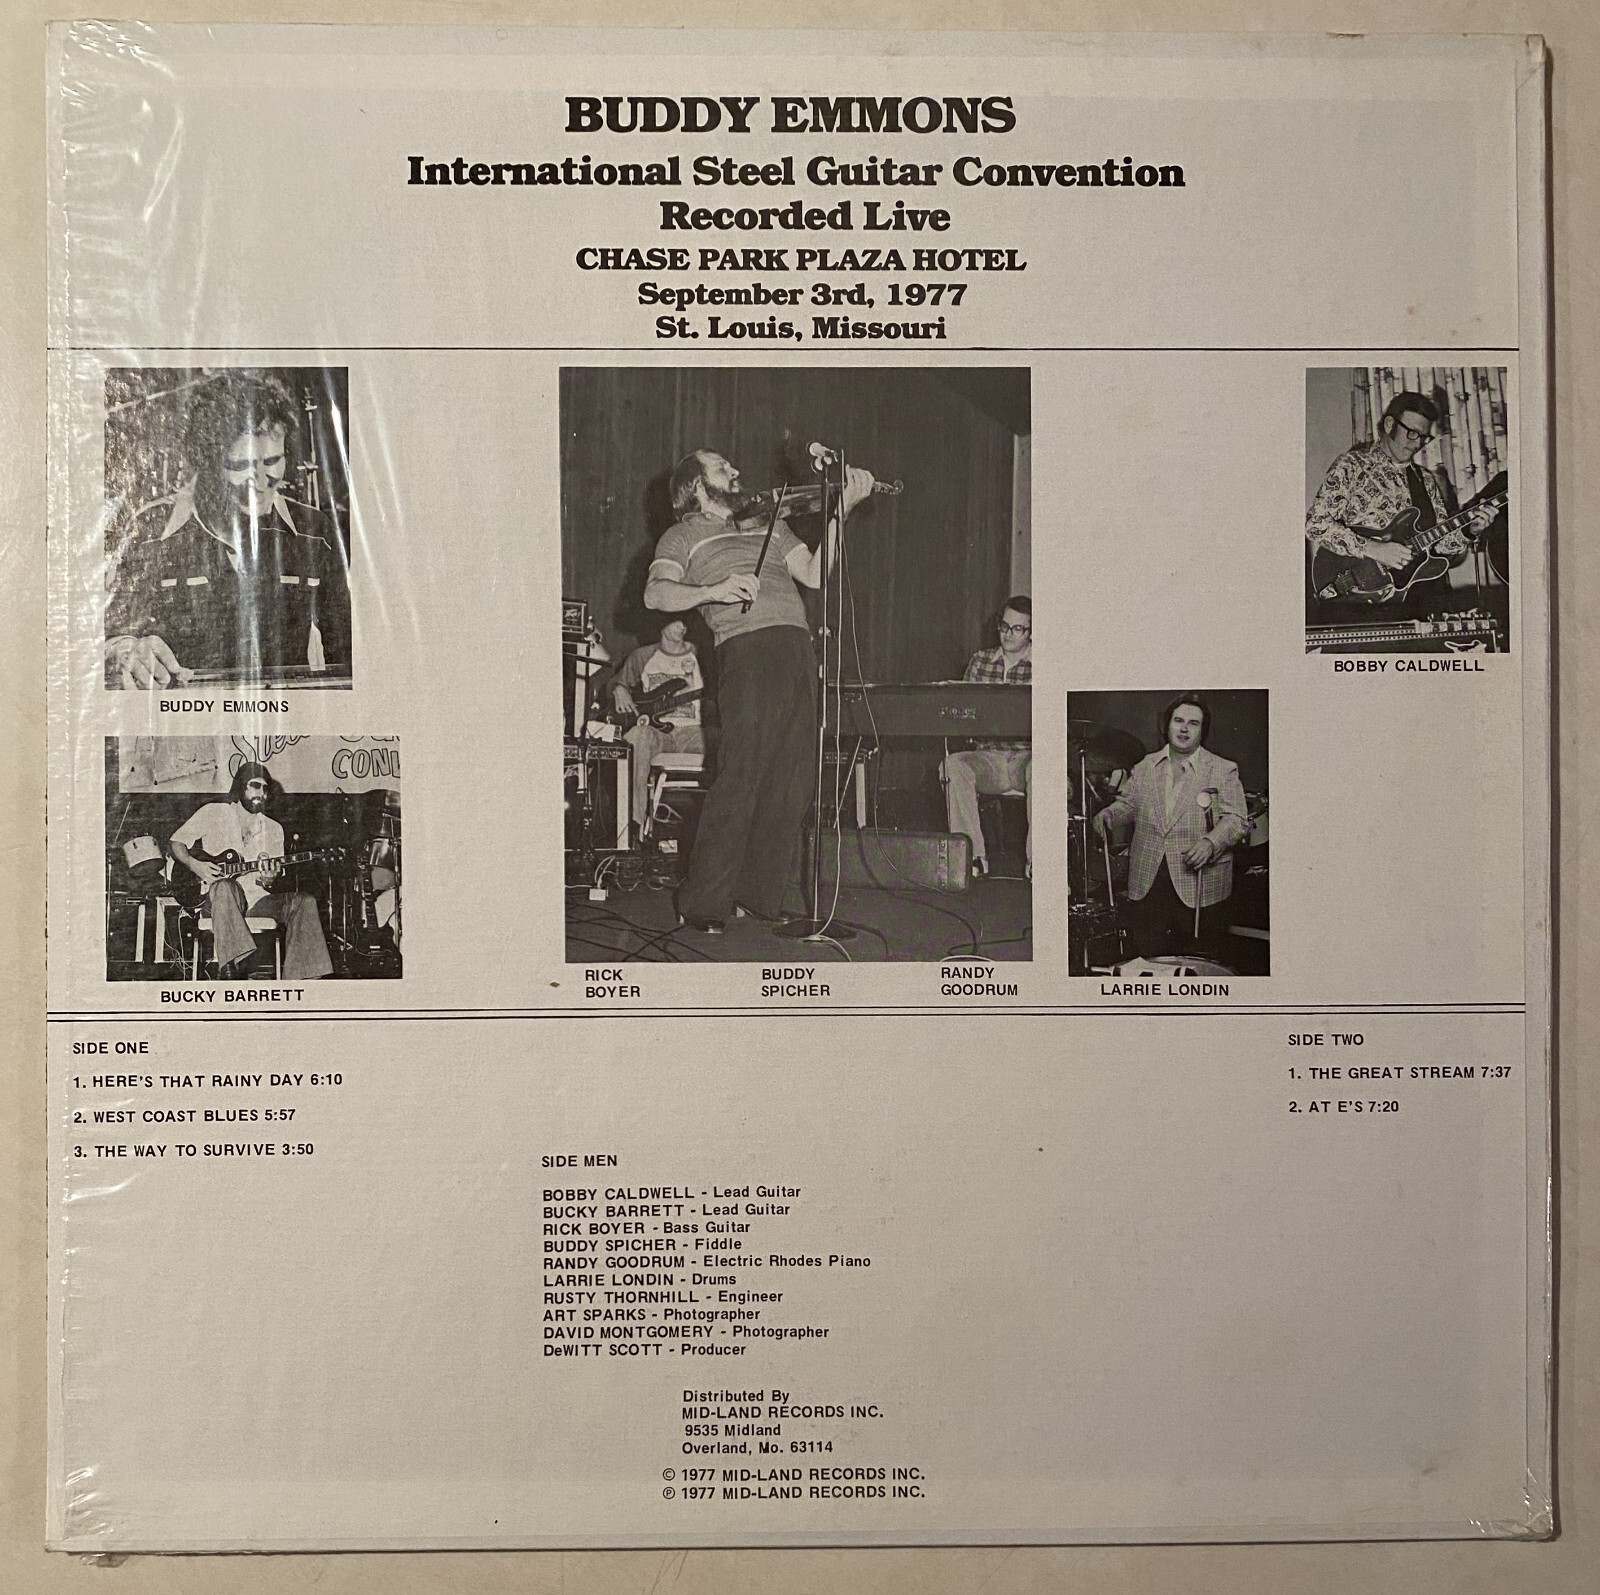 BUDDY EMMONS
International Steel Guitar Convention
Recorded Live
CHASE PARK PLAZA HOTEL
September 3rd, 1977
St. Louis, Missouri
BUDDY EMMONS
CONV
BUCKY BARRETT
RICK
BOYER
BUDDY
SPICHER
RANDY
GOODRUM
BOBBY CALDWELL
LARRIE LONDIN
SIDE ONE
1. HERE'S THAT RAINY DAY 6:10
2. WEST COAST BLUES 5:57
3. THE WAY TO SURVIVE 3:50
SIDE TWO
1. THE GREAT STREAM 7:37
2. AT E'S 7:20
SIDE MEN
BOBBY CALDWELL - Lead Guitar
BUCKY BARRETT - Lead Guitar
RICK BOYER - Bass Guitar
BUDDY SPICHER - Fiddle
RANDY GOODRUM - Electric Rhodes Piano
LARRIE LONDIN - Drums
RUSTY THORNHILL - Engineer
ART SPARKS - Photographer
DAVID MONTGOMERY - Photographer
DeWITT SCOTT - Producer
Distributed By
MID-LAND RECORDS INC.
9535 Midland
Overland, Mo. 63114
© 1977 MID-LAND RECORDS INC.
℗ 1977 MID-LAND RECORDS INC.